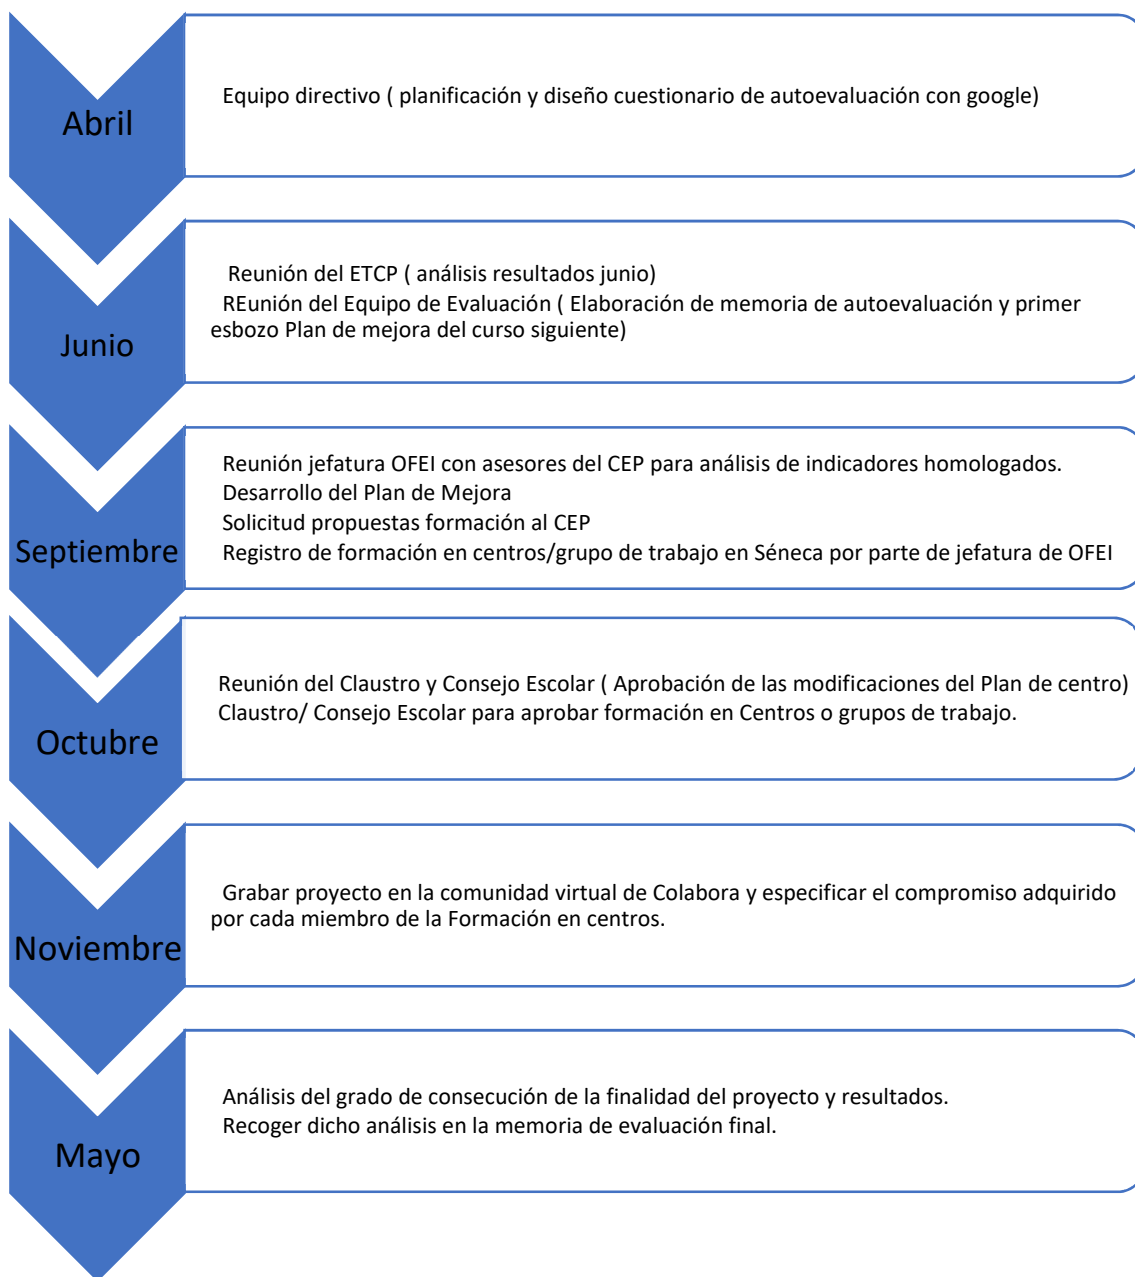 Abril
Equipo directivo ( planificación y diseño cuestionario de autoevaluación con google)
Junio
Reunión del ETCP ( análisis resultados junio)
REunión del Equipo de Evaluación ( Elaboración de memoria de autoevaluación y primer
esbozo Plan de mejora del curso siguiente)
Septiembre
Reunión jefatura OFEI con asesores del CEP para análisis de indicadores homologados.
Desarrollo del Plan de Mejora
Solicitud propuestas formación al CEP
Registro de formación en centros/grupo de trabajo en Séneca por parte de jefatura de OFEI
Octubre
Reunión del Claustro y Consejo Escolar ( Aprobación de las modificaciones del Plan de centro)
Claustro/ Consejo Escolar para aprobar formación en Centros o grupos de trabajo.
Noviembre
Grabar proyecto en la comunidad virtual de Colabora y especificar el compromiso adquirido
por cada miembro de la Formación en centros.
Mayo
Análisis del grado de consecución de la finalidad del proyecto y resultados.
Recoger dicho análisis en la memoria de evaluación final.